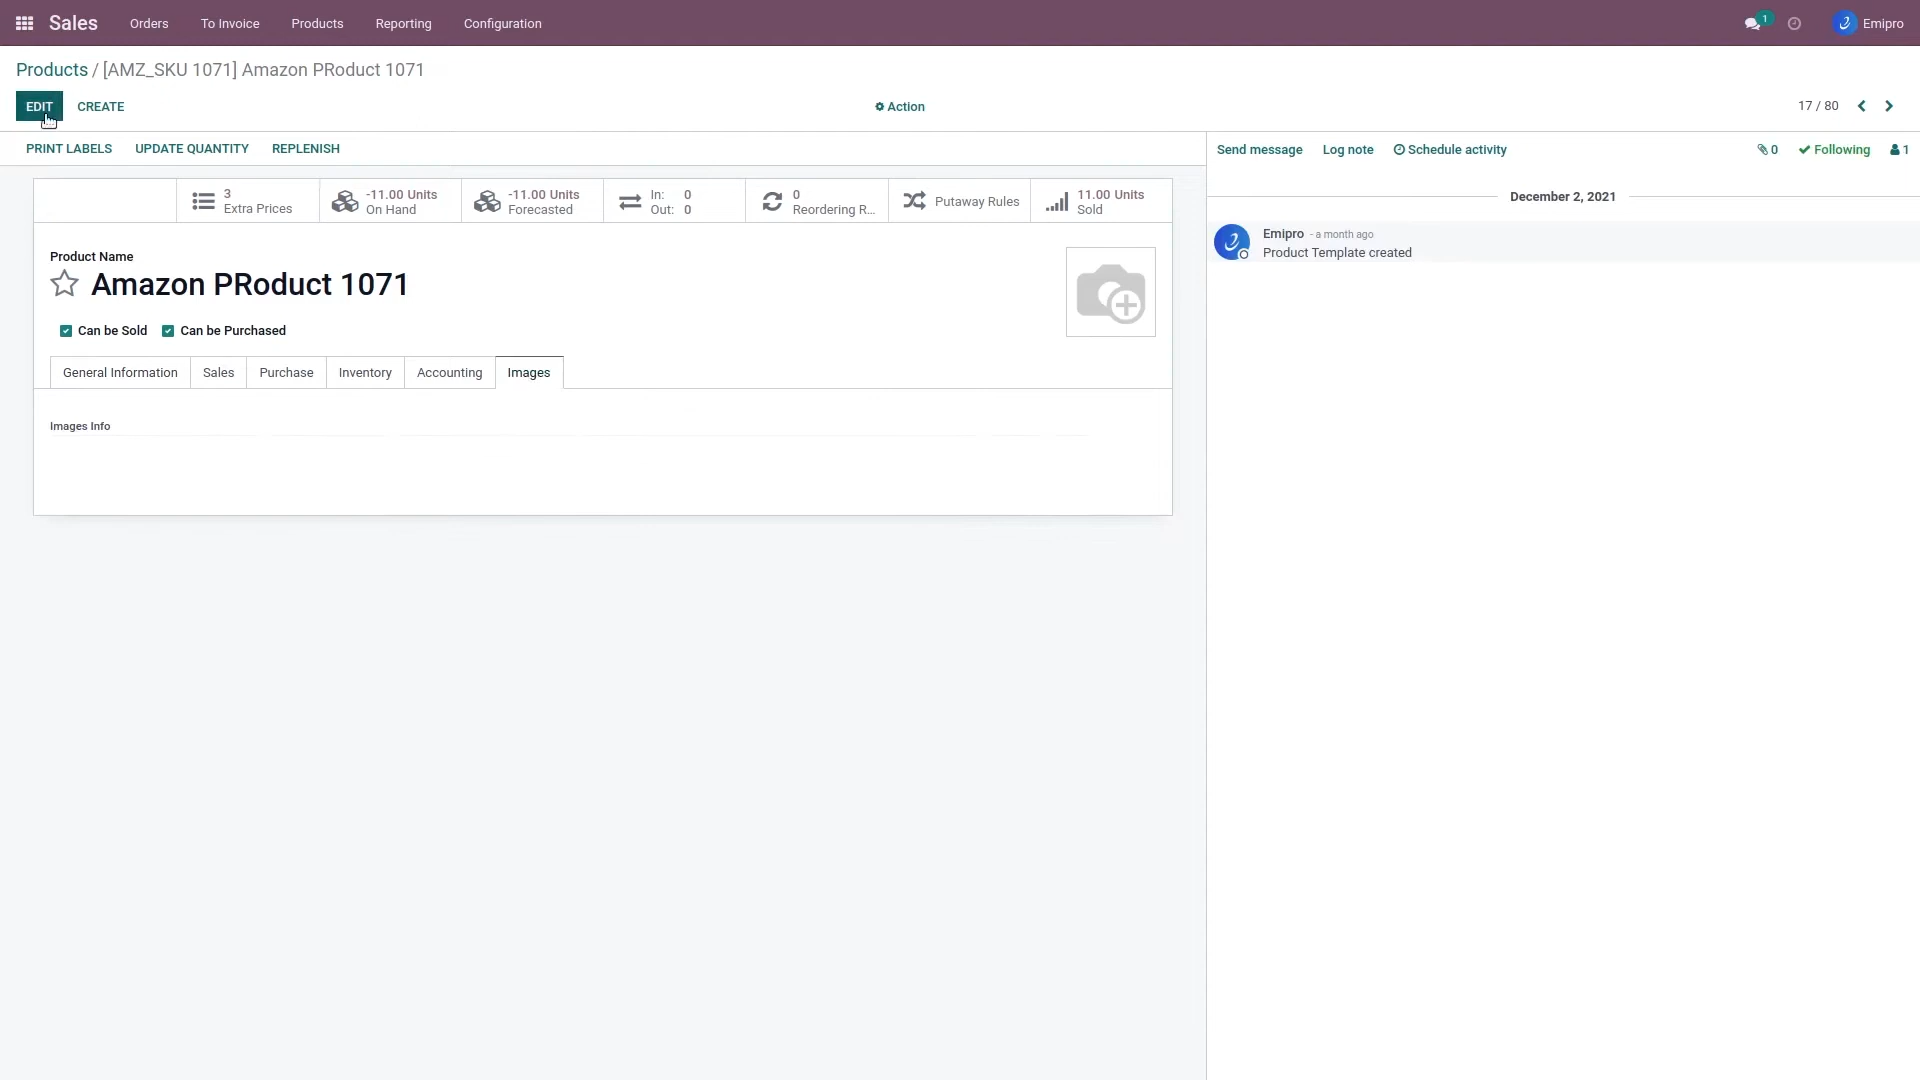 Sales Orders To Invoice Products Reporting Configuration 1 Emipro
Products / [AMZ_SKU 1071] Amazon PRoduct 1071
EDIT CREATE Action 17 / 80
PRINT LABELS UPDATE QUANTITY REPLENISH
Send message Log note Schedule activity 0 Following 1
3
Extra Prices
-11.00 Units
On Hand
-11.00 Units
Forecasted
In: 0
Out: 0
0
Reordering R...
Putaway Rules
11.00 Units
Sold
December 2, 2021
Emipro - a month ago
Product Template created
Product Name
Amazon PRoduct 1071
Can be Sold Can be Purchased
General Information Sales Purchase Inventory Accounting Images
Images Info